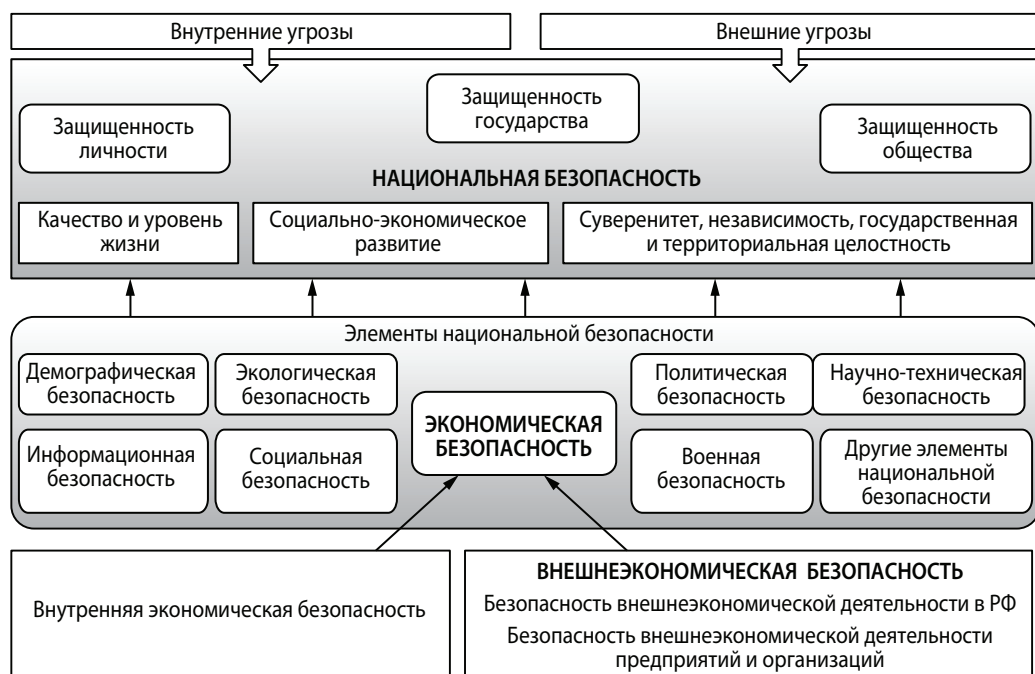 Внутренние угрозы
Внешние угрозы
Защищенность
личности
Защищенность
государства
Защищенность
общества
НАЦИОНАЛЬНАЯ БЕЗОПАСНОСТЬ
Качество и уровень
жизни
Социально-экономическое
развитие
Суверенитет, независимость, государственная
и территориальная целостность
Элементы национальной безопасности
Демографическая
безопасность
Экологическая
безопасность
ЭКОНОМИЧЕСКАЯ
БЕЗОПАСНОСТЬ
Политическая
безопасность
Научно-техническая
безопасность
Информационная
безопасность
Социальная
безопасность
Военная
безопасность
Другие элементы
национальной
безопасности
Внутренняя экономическая безопасность
ВНЕШНЕЭКОНОМИЧЕСКАЯ БЕЗОПАСНОСТЬ
Безопасность внешнеэкономической деятельности в РФ
Безопасность внешнеэкономической деятельности
предприятий и организаций